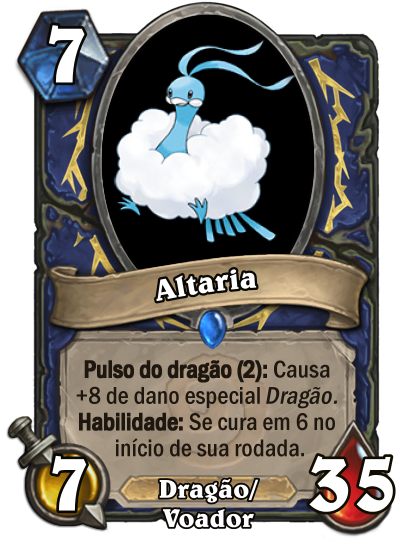 7
Altaria
Pulso do dragão (2): Causa
+8 de dano especial Dragão.
Habilidade: Se cura em 6 no
início de sua rodada.
7
Dragão/
Voador
35